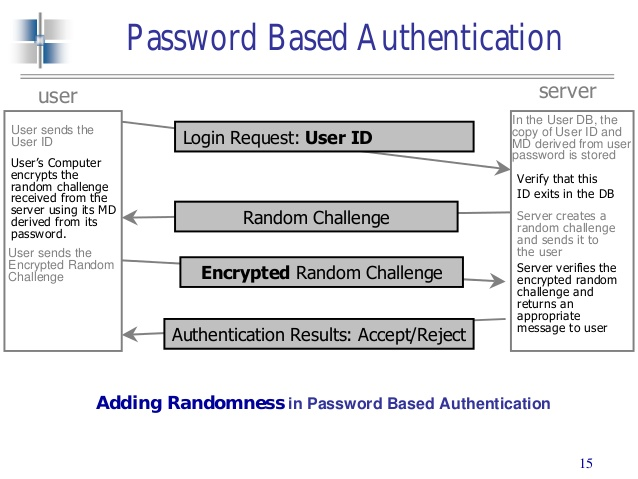 Password Based Authentication
user
server
User sends the
User ID
User's Computer
encrypts the
random challenge
received from the
server using its MD
derived from its
password.
User sends the
Encrypted Random
Challenge
Login Request: User ID
Random Challenge
Encrypted Random Challenge
Authentication Results: Accept/Reject
In the User DB, the
copy of User ID and
MD derived from user
password is stored
Verify that this
ID exits in the DB
Server creates a
random challenge
and sends it to
the user
Server verifies the
encrypted random
challenge and
returns an
appropriate
message to user
Adding Randomness in Password Based Authentication
15